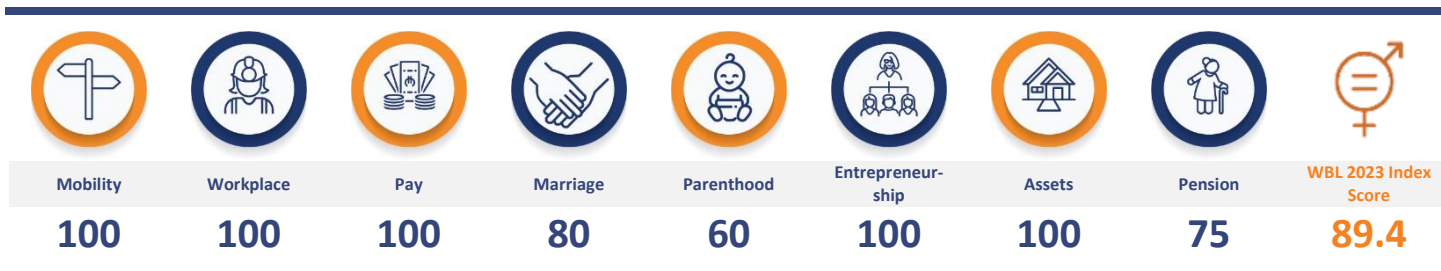 Mobility
Workplace
Pay
Marriage
Parenthood
Entrepreneur-
ship
Assets
Pension
WBL 2023 Index
Score
100
100
100
80
60
100
100
75
89.4